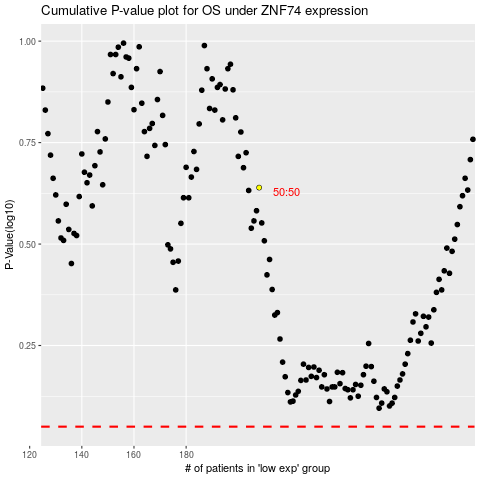 Cumulative P-value plot for OS under ZNF74 expression
P-Value(log10)
1.00
0.75
0.50
0.25
50:50
120 140 160 180
# of patients in 'low exp' group